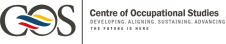 COS
Centre of Occupational Studies
DEVELOPING. ALIGNING. SUSTAINING. ADVANCING
THE FUTURE IS HERE